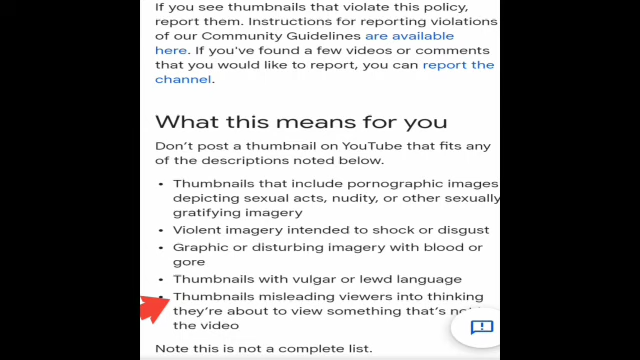 If you see thumbnails that violate this policy,
report them. Instructions for reporting violations
of our Community Guidelines are available
here. If you've found a few videos or comments
that you would like to report, you can report the
channel.
What this means for you
Don't post a thumbnail on YouTube that fits any
of the descriptions noted below.
• Thumbnails that include pornographic images
depicting sexual acts, nudity, or other sexually
gratifying imagery
• Violent imagery intended to shock or disgust
• Graphic or disturbing imagery with blood or
gore
• Thumbnails with vulgar or lewd language
• Thumbnails misleading viewers into thinking
they're about to view something that's
the video
Note this is not a complete list.